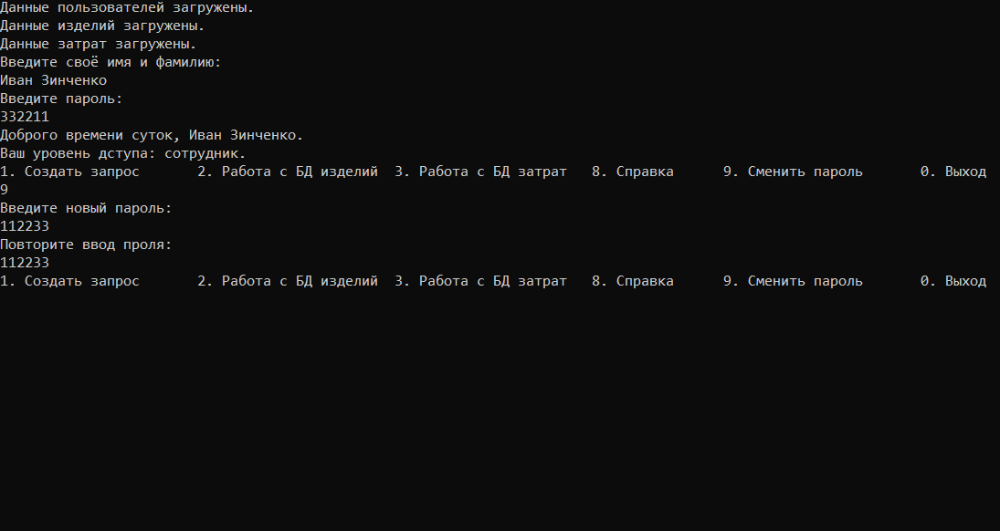 Данные пользователей загружены.
Данные изделий загружены.
Данные затрат загружены.
Введите своё имя и фамилию:
Иван Зинченко
Введите пароль:
332211
Доброго времени суток, Иван Зинченко.
Ваш уровень дступа: сотрудник.
1. Создать запрос 2. Работа с БД изделий 3. Работа с БД затрат 8. Справка 9. Сменить пароль 0. Выход
9
Введите новый пароль:
112233
Повторите ввод проля:
112233
1. Создать запрос 2. Работа с БД изделий 3. Работа с БД затрат 8. Справка 9. Сменить пароль 0. Выход